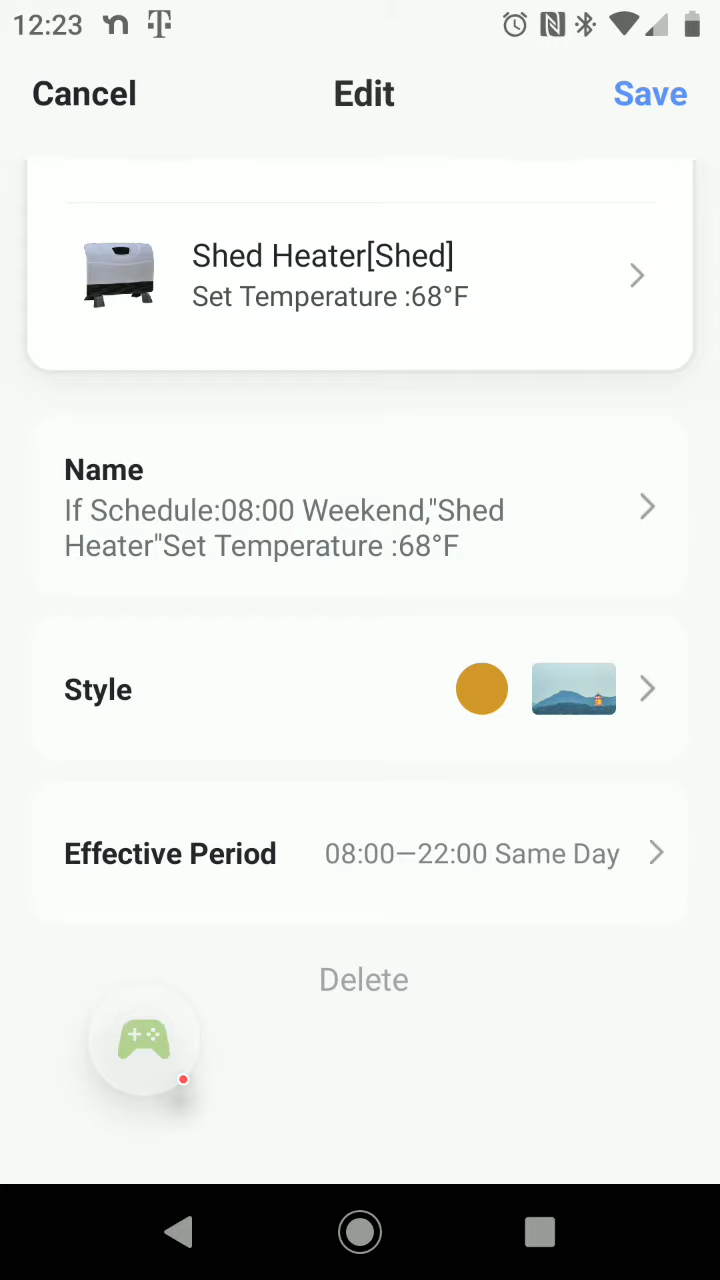 12:23
Cancel Edit Save
Shed Heater[Shed]
Set Temperature :68°F
Name
If Schedule:08:00 Weekend,"Shed
Heater"Set Temperature :68°F
Style
Effective Period 08:00—22:00 Same Day
Delete